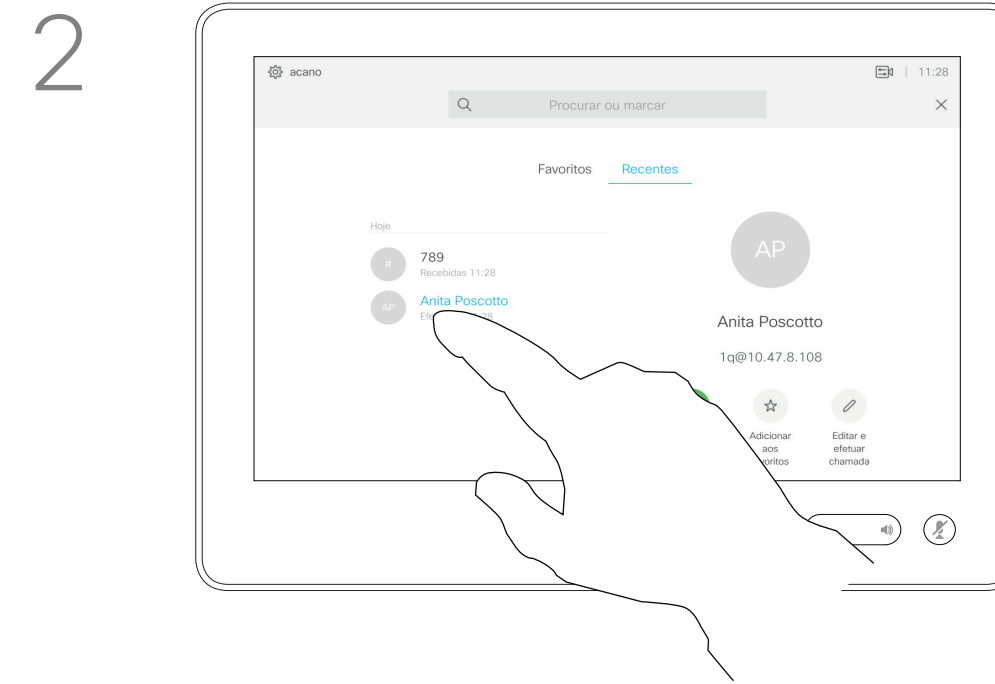 2
acano
11:28
Procurar ou marcar
Favoritos
Recentes
Hoje
#
789
Recebidas 11:28
AP
Anita Poscotto
AP
Anita Poscotto
1q@10.47.8.108
Adicionar
aos
Editar e
efetuar
chamada